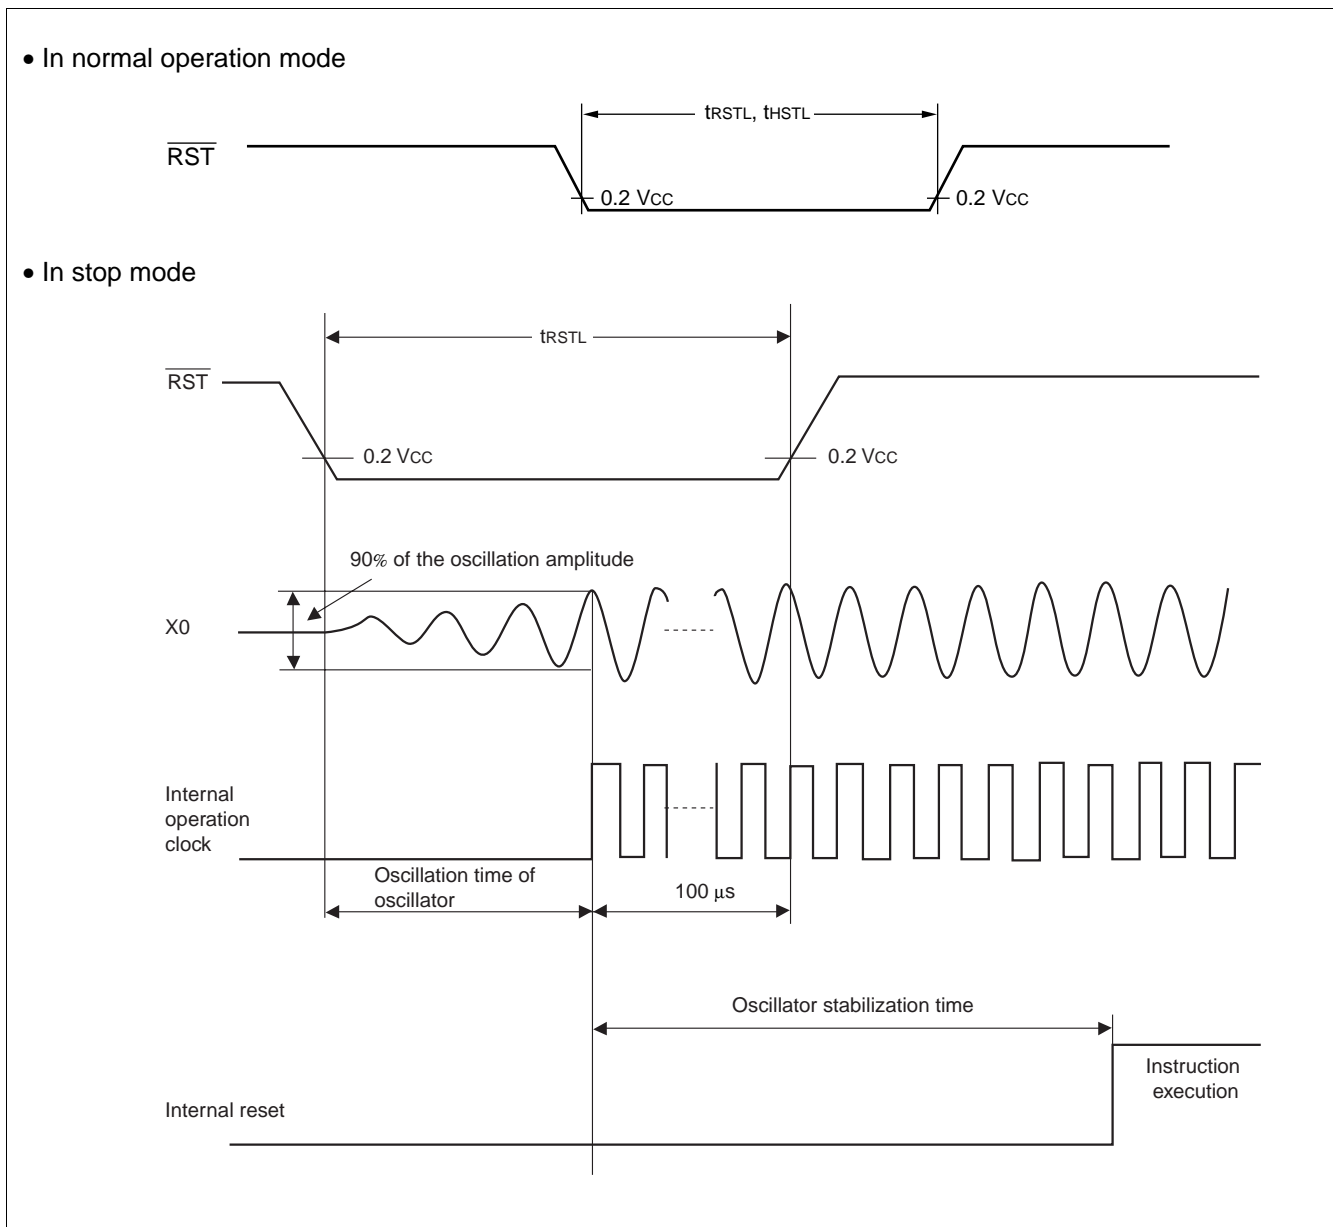 • In normal operation mode
tRSTL, tHSTL
RST
0.2 VCC
0.2 VCC
• In stop mode
tRSTL
RST
0.2 VCC
0.2 VCC
90% of the oscillation amplitude
X0
Internal
operation
clock
Oscillation time of
oscillator
100 μs
Oscillator stabilization time
Instruction
execution
Internal reset